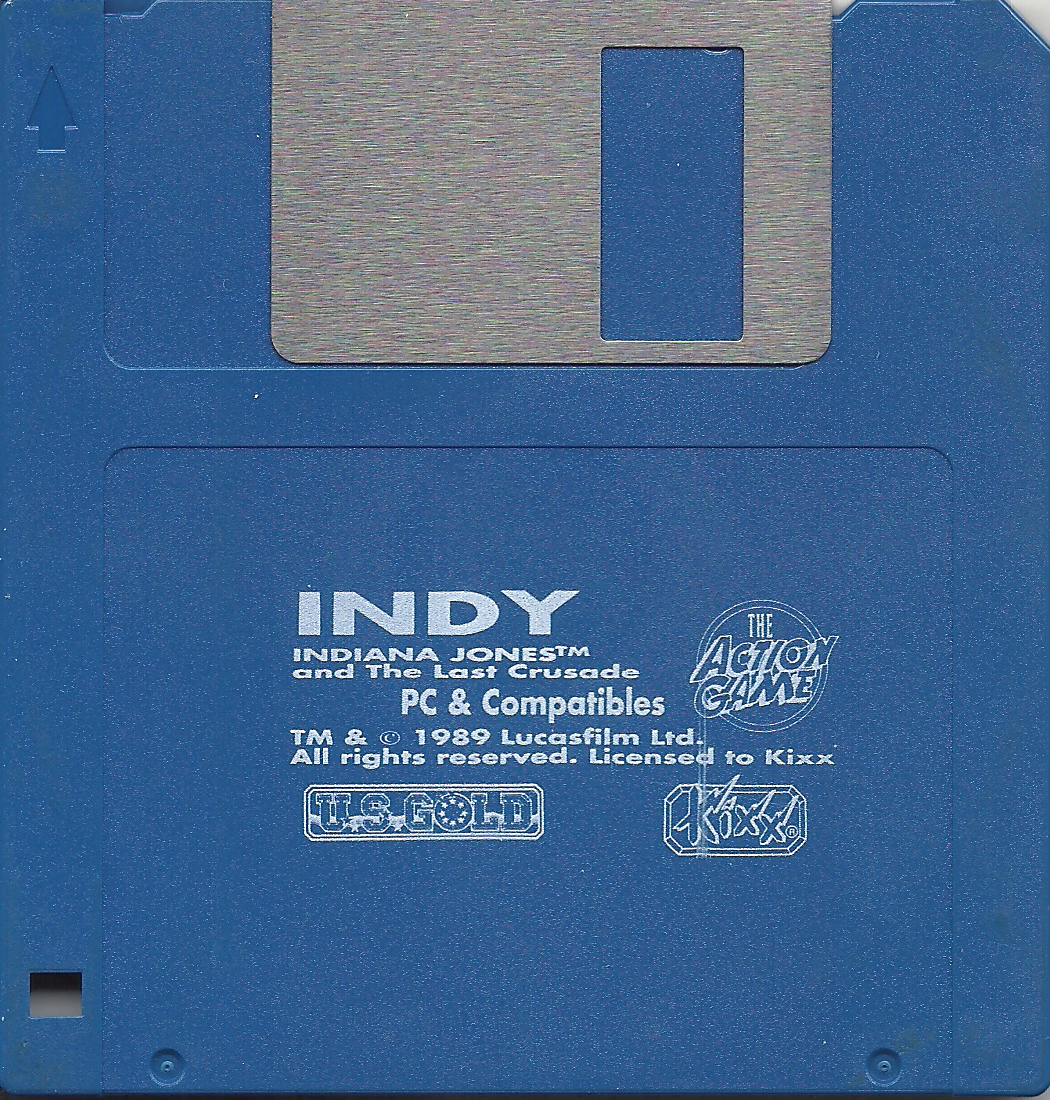 INDY
INDIANA JONES™
and The Last Crusade
PC & Compatibles
THE
ACTION
GAME
TM & © 1989 Lucasfilm Ltd.
All rights reserved. Licensed to Kixx
U.S. GOLD
Kixx®